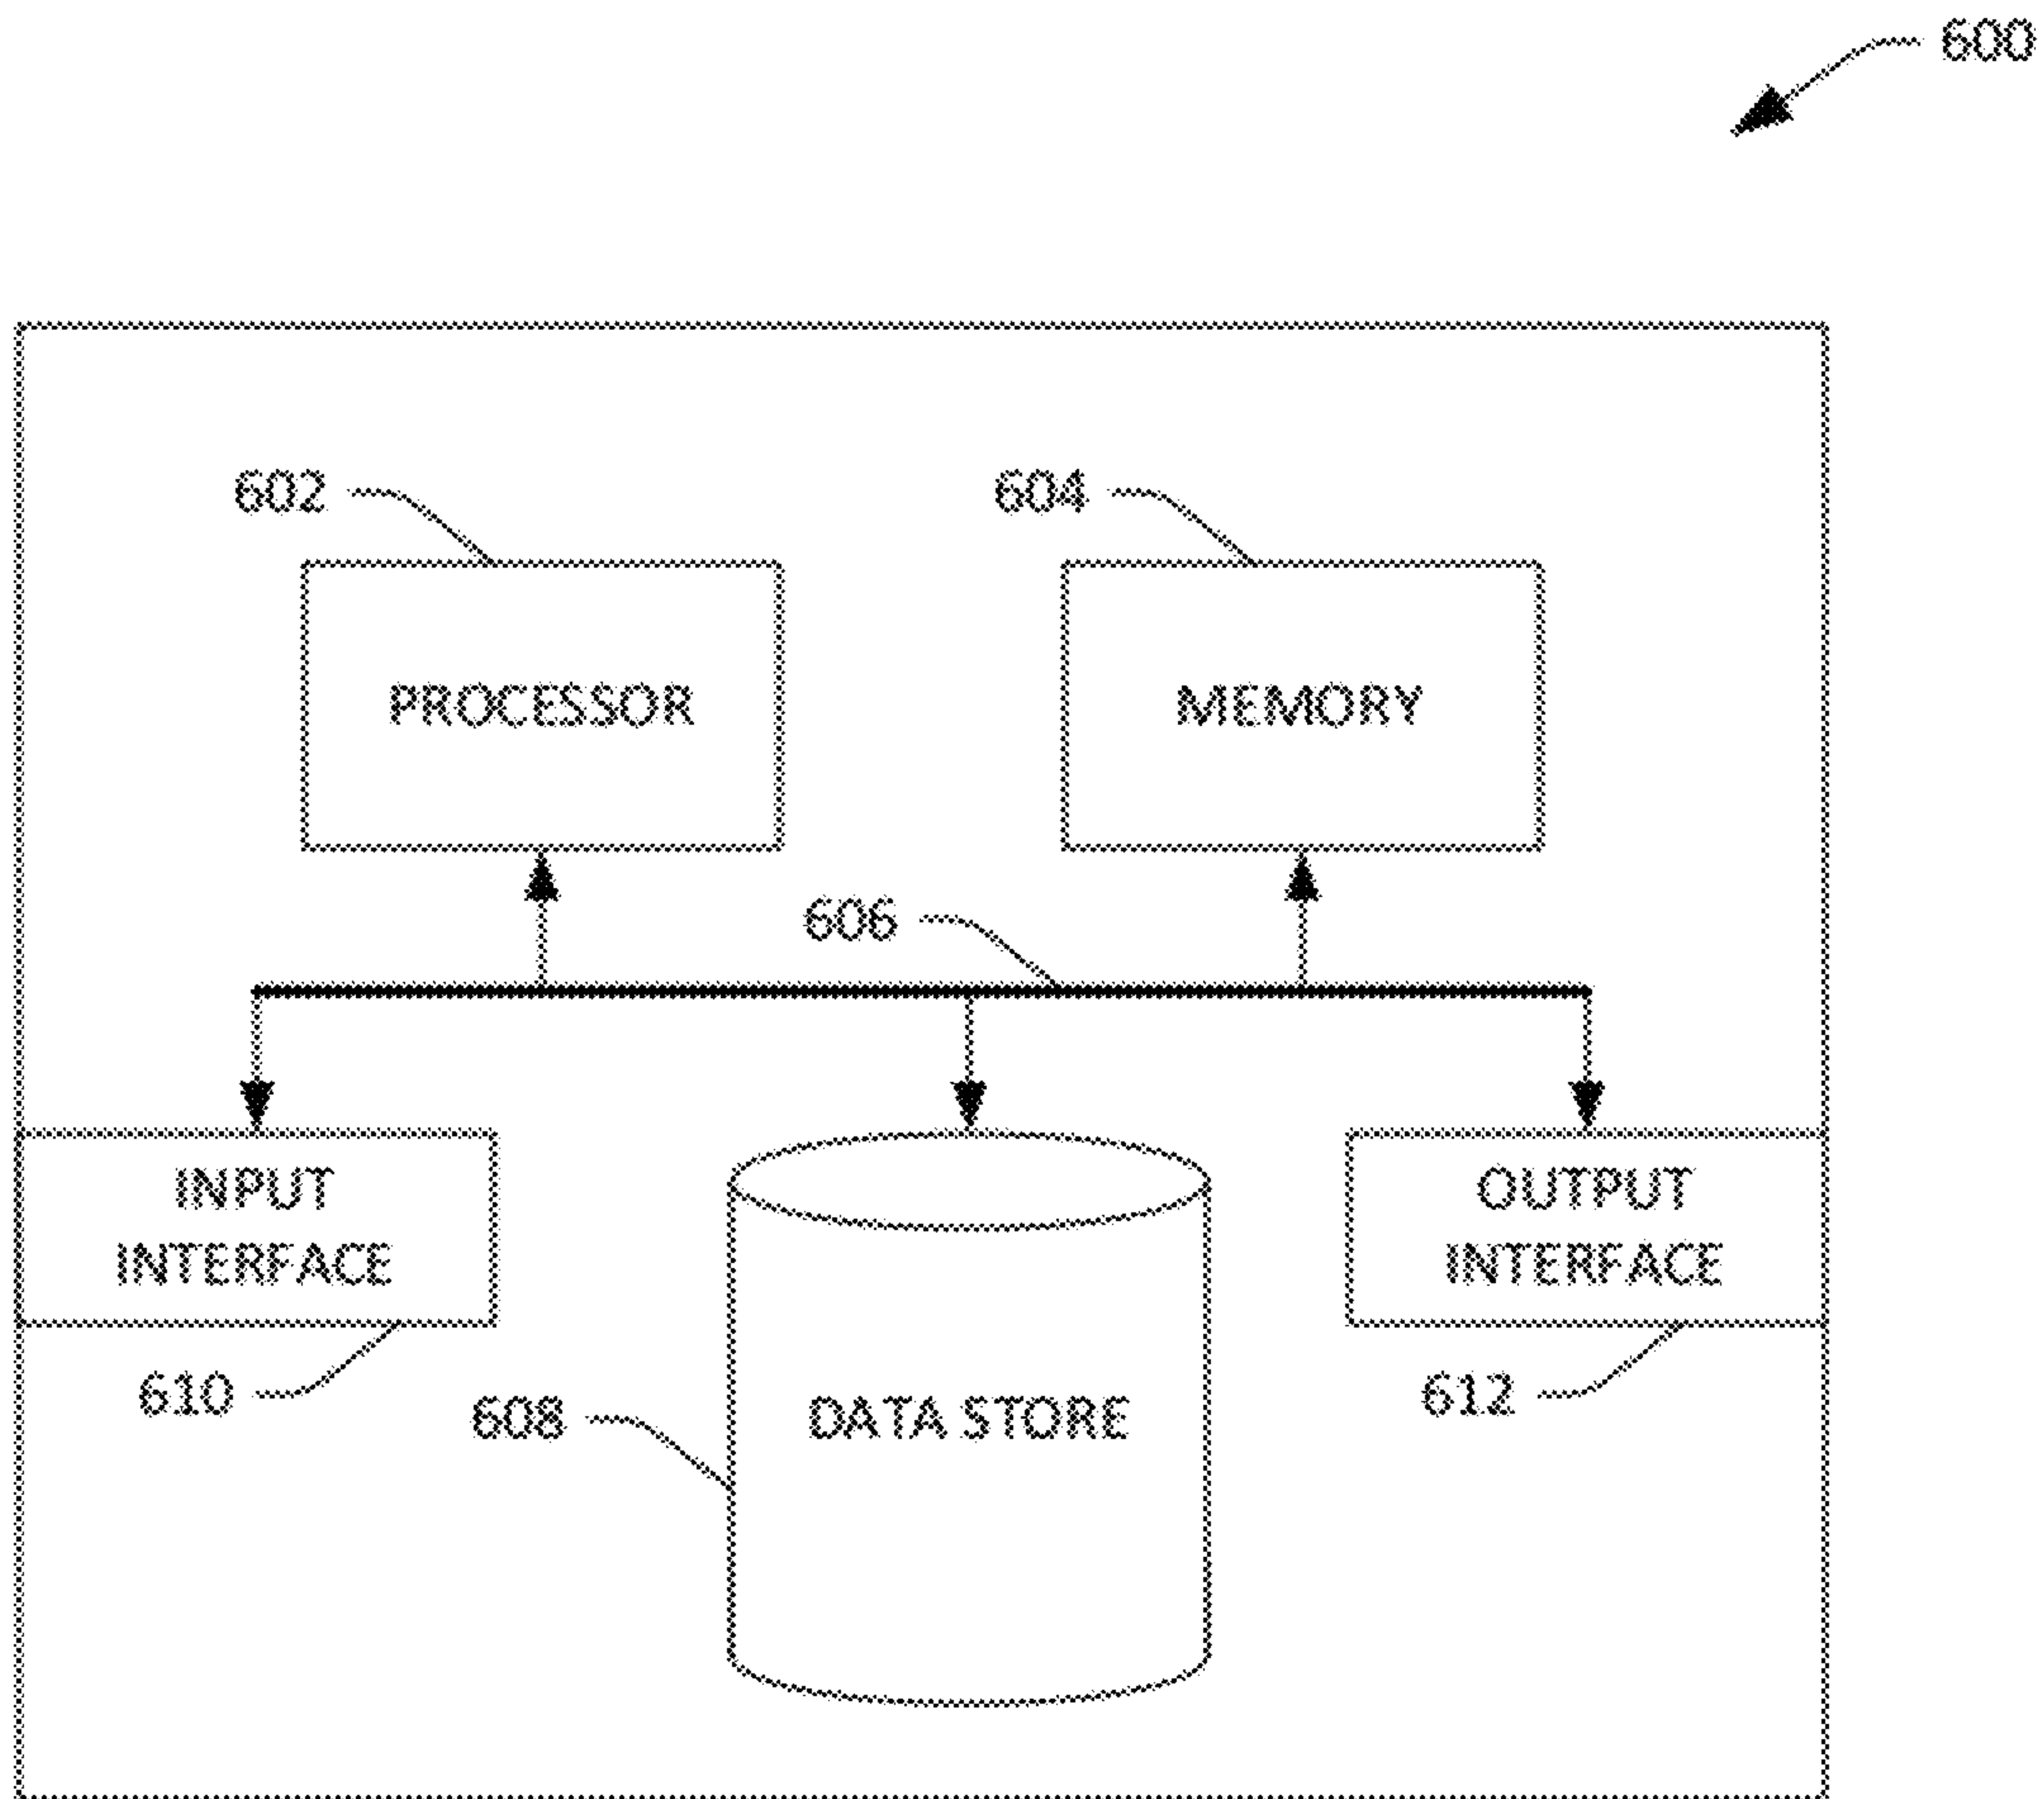 600
602
604
PROCESSOR
MEMORY
606
INPUT
INTERFACE
OUTPUT
INTERFACE
610
608
DATA STORE
612